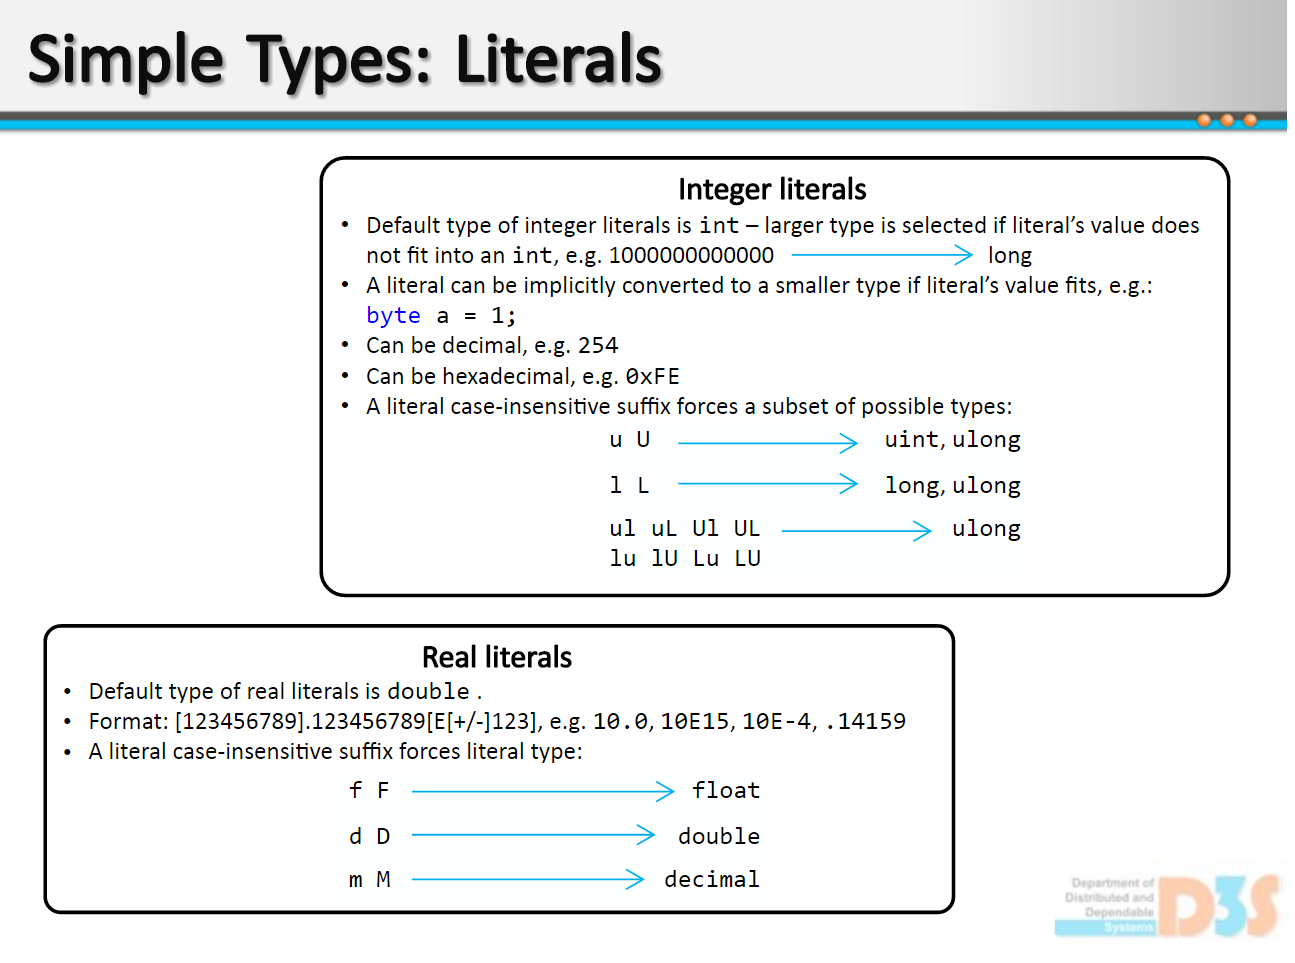 Simple Types: Literals
Integer literals
• Default type of integer literals is int – larger type is selected if literal's value does
not fit into an int, e.g. 1000000000000 long
• A literal can be implicitly converted to a smaller type if literal's value fits, e.g.:
byte a = 1;
• Can be decimal, e.g. 254
• Can be hexadecimal, e.g. 0xFE
• A literal case-insensitive suffix forces a subset of possible types:
u U uint, ulong
l L long, ulong
ul uL Ul UL ulong
lu lU Lu LU
Real literals
• Default type of real literals is double .
• Format: [123456789].123456789[E[+/-]123], e.g. 10.0, 10E15, 10E-4, .14159
• A literal case-insensitive suffix forces literal type:
f F float
d D double
m M decimal
Department of
Distributed and
Dependable
Systems
D3S